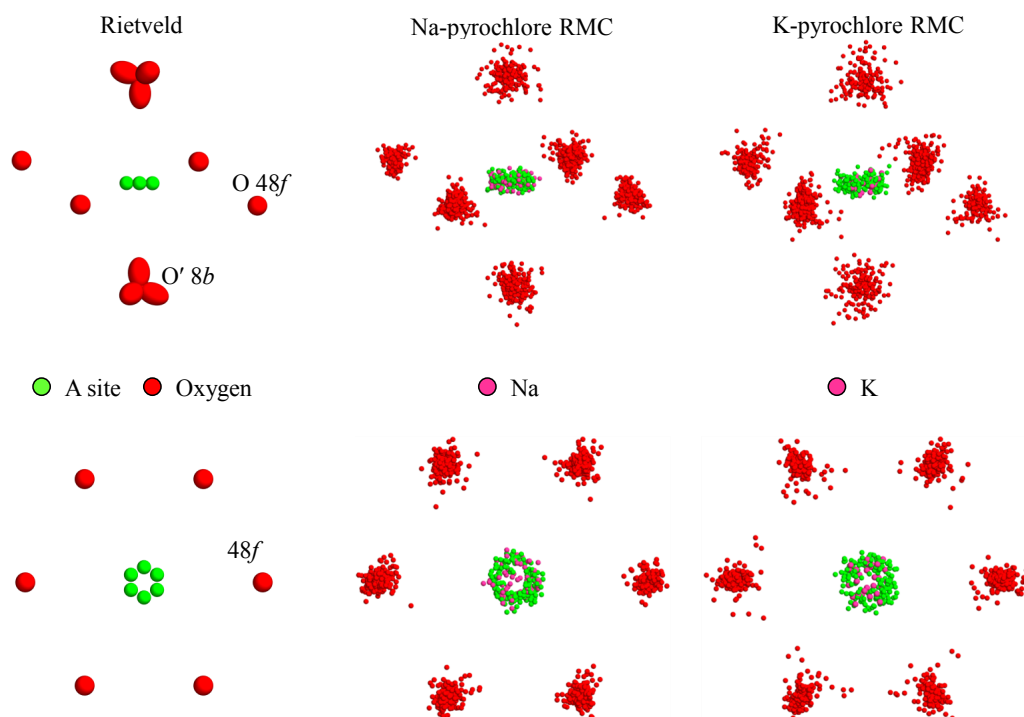 Rietveld
Na-pyrochlore RMC
K-pyrochlore RMC
O 48f
O′ 8b
A site
Oxygen
Na
K
48f